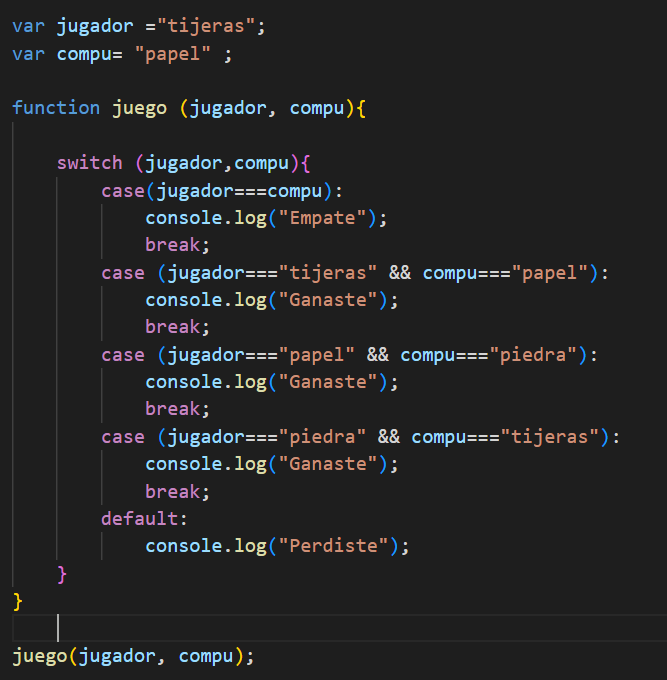 var jugador ="tijeras";
var compu= "papel" ;
function juego (jugador, compu){
switch (jugador,compu){
case(jugador===compu):
console.log("Empate");
break;
case (jugador==="tijeras" && compu==="papel"):
console.log("Ganaste");
break;
case (jugador==="papel" && compu==="piedra"):
console.log("Ganaste");
break;
case (jugador==="piedra" && compu==="tijeras"):
console.log("Ganaste");
break;
default:
console.log("Perdiste");
}
}
juego(jugador, compu);